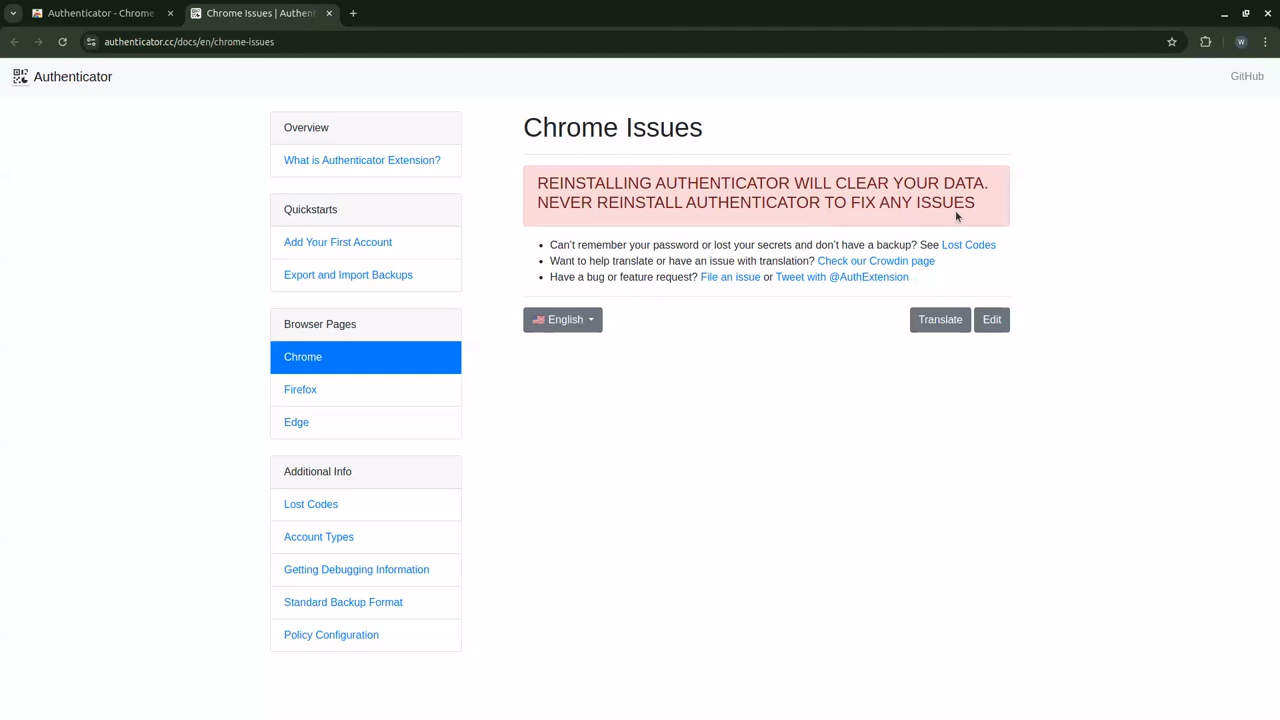 Authenticator - Chrome
Chrome Issues | Authent
authenticator.cc/docs/en/chrome-issues
W
Authenticator
GitHub
Overview
What is Authenticator Extension?
Quickstarts
Add Your First Account
Export and Import Backups
Browser Pages
Chrome
Firefox
Edge
Additional Info
Lost Codes
Account Types
Getting Debugging Information
Standard Backup Format
Policy Configuration
Chrome Issues
REINSTALLING AUTHENTICATOR WILL CLEAR YOUR DATA.
NEVER REINSTALL AUTHENTICATOR TO FIX ANY ISSUES
Can’t remember your password or lost your secrets and don’t have a backup? See Lost Codes
Want to help translate or have an issue with translation? Check our Crowdin page
Have a bug or feature request? File an issue or Tweet with @AuthExtension
English
Translate
Edit